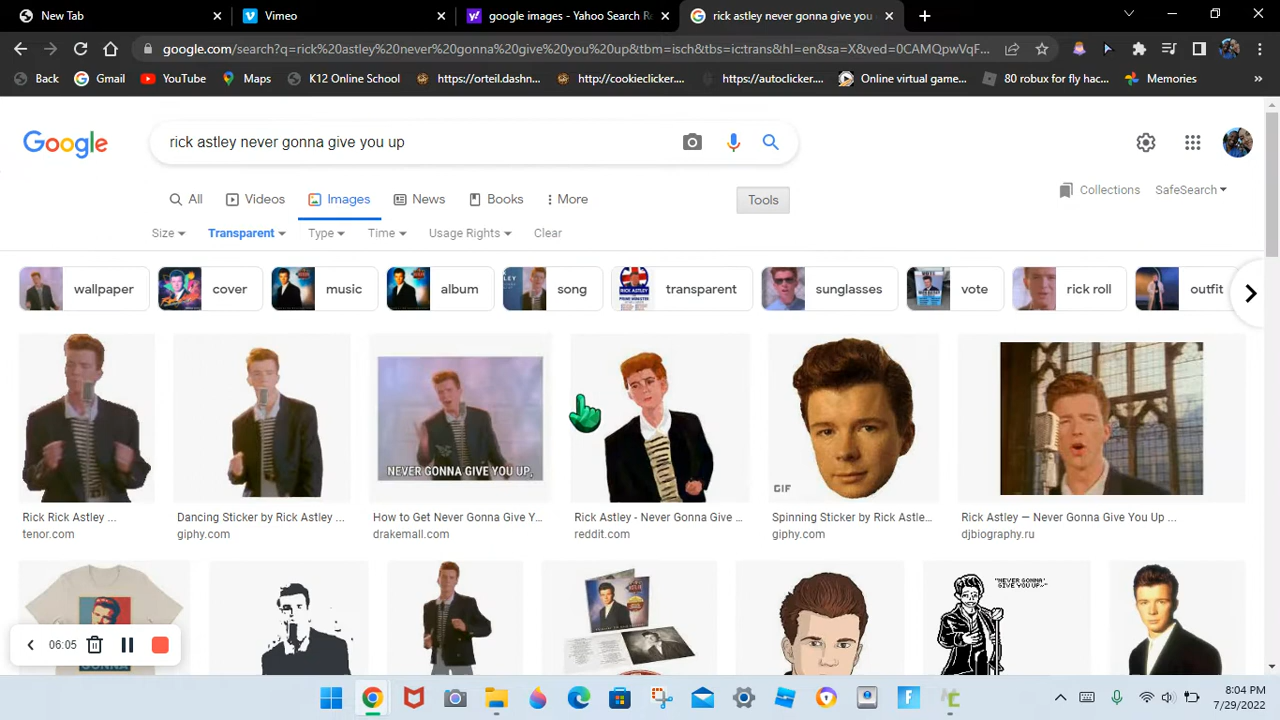 New Tab
Vimeo
google images - Yahoo Search Re
rick astley never gonna give you
google.com/search?q=rick%20astley%20never%20gonna%20give%20you%20up&tbm=isch&tbs=ic:trans&hl=en&sa=X&ved=0CAMQpwVqF...
Back
Gmail
YouTube
Maps
K12 Online School
https://orteil.dashn...
http://cookieclicker....
https://autoclicker....
Online virtual game...
80 robux for fly hac...
Memories
Google
rick astley never gonna give you up
All
Videos
Images
News
Books
More
Tools
Collections
SafeSearch
Size
Transparent
Type
Time
Usage Rights
Clear
wallpaper
cover
music
album
song
transparent
sunglasses
vote
rick roll
outfit
NEVER GONNA GIVE YOU UP,
GIF
Rick Rick Astley ...
tenor.com
Dancing Sticker by Rick Astley ...
giphy.com
How to Get Never Gonna Give Y...
drakemall.com
Rick Astley - Never Gonna Give ...
reddit.com
Spinning Sticker by Rick Astle...
giphy.com
Rick Astley — Never Gonna Give You Up ...
djbiography.ru
"NEVER GONNA
GIVE YOU UP~"
06:05
8:04 PM
7/29/2022